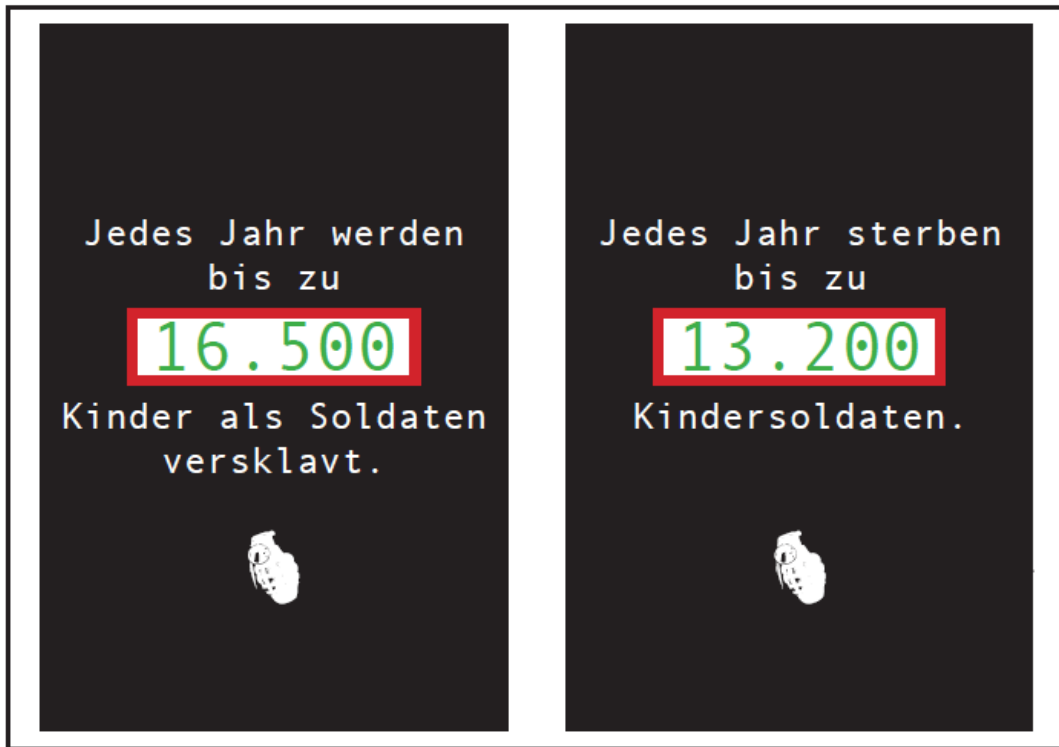 Jedes Jahr werden
bis zu
16.500
Kinder als Soldaten
versklavt.
Jedes Jahr sterben
bis zu
13.200
Kindersoldaten.